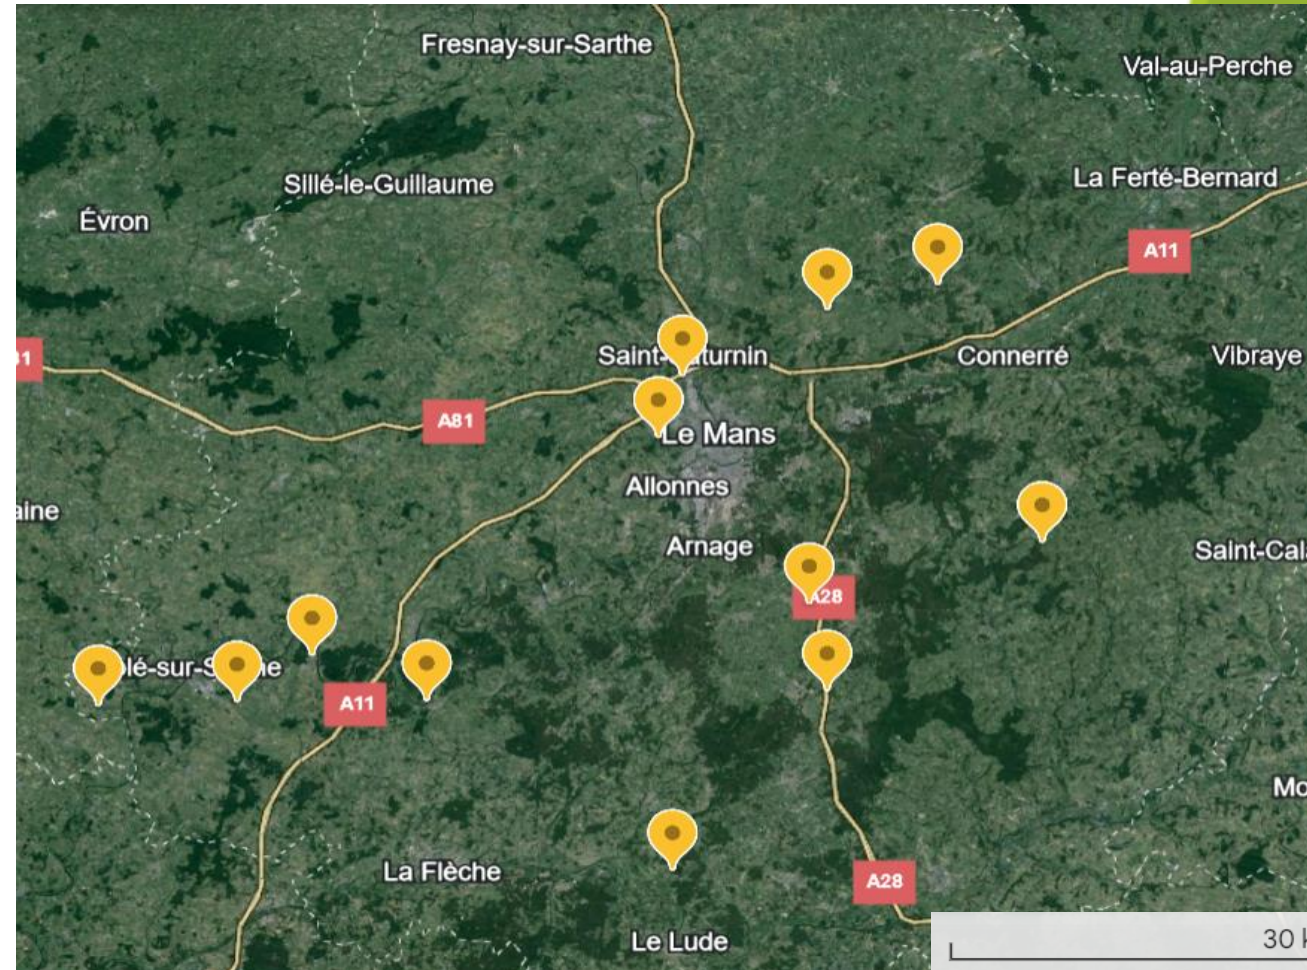 Fresnay-sur-Sarthe
Val-au-Perche
Sillé-le-Guillaume
La Ferté-Bernard
Évron
A11
Connerré
Vibraye
A81
Le Mans
Allonnes
Arnage
A28
A11
La Flèche
A28
Le Lude
30